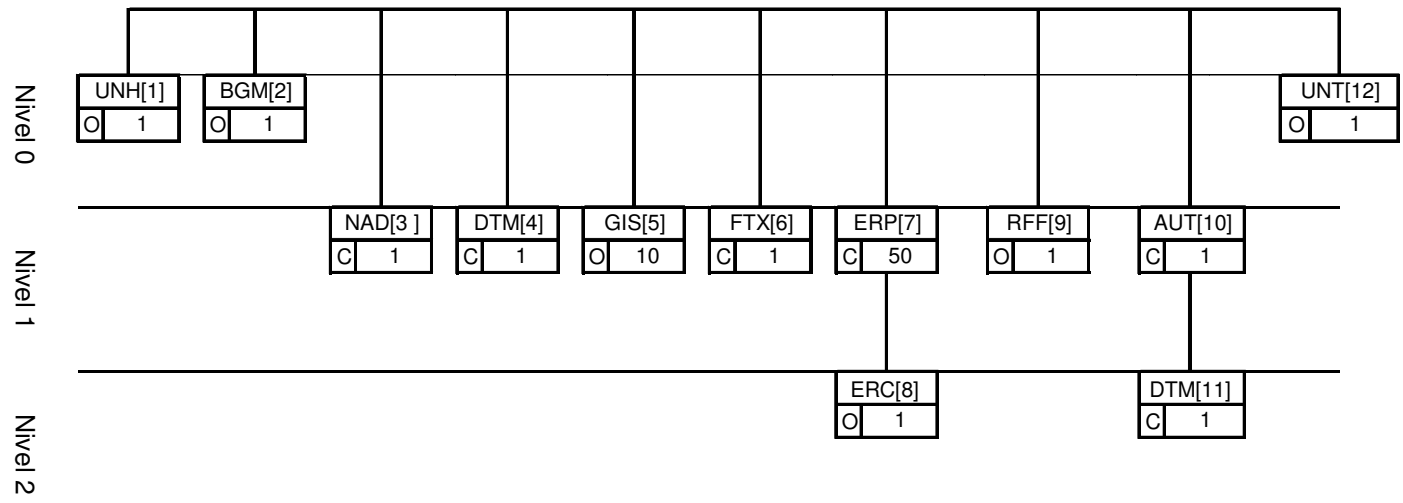 Nivel 0
UNH[1] BGM[2] UNT[12]
O 1 O 1 O 1
Nivel 1
NAD[3 ] DTM[4] GIS[5] FTX[6] ERP[7] RFF[9] AUT[10]
C 1 C 1 O 10 C 1 C 50 O 1 C 1
Nivel 2
ERC[8] DTM[11]
O 1 C 1